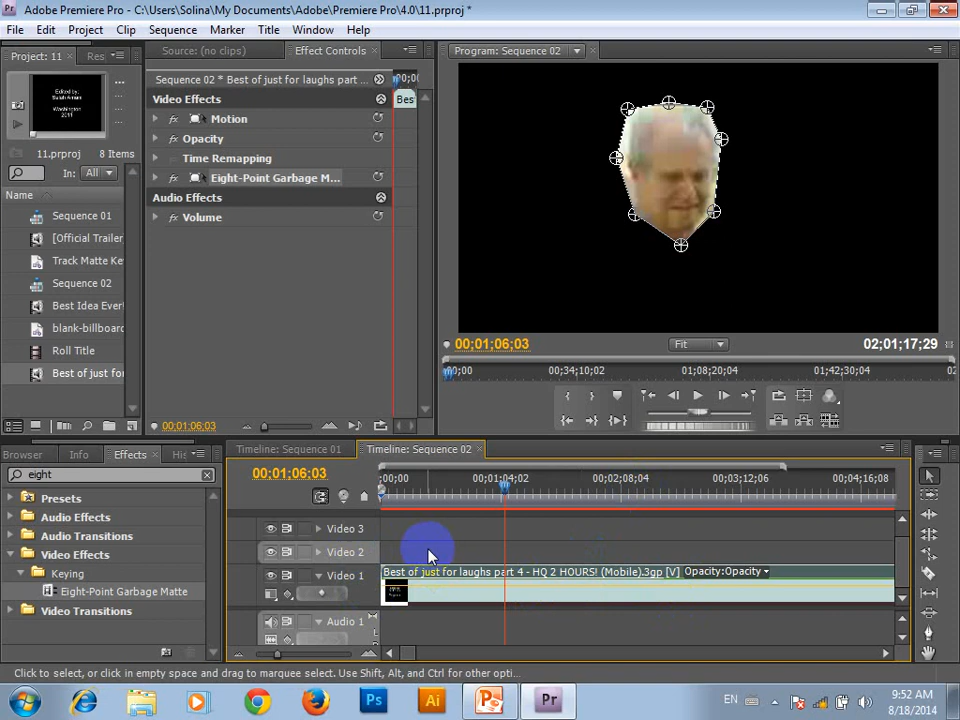 Adobe Premiere Pro - C:\Users\Solina\My Documents\Adobe\Premiere Pro\4.0\11.prproj *
File Edit Project Clip Sequence Marker Title Window Help
Project: 11 Res
Source: (no clips) Effect Controls
Program: Sequence 02
Sequence 02 * Best of just for laughs part ...
00;00
Video Effects
Bes
Motion
Opacity
Time Remapping
Eight-Point Garbage M...
Audio Effects
Volume
Edited by:
Washington
2011
11.prproj 8 Items
In: All
Name
Sequence 01
[Official Trailer
Track Matte Ke
Sequence 02
Best Idea Ever!
blank-billboard
Roll Title
Best of just fo
00;01;06;03
00;01;06;03 Fit 02;01;17;29
00;00 00;34;10;02 01;08;20;04 01;42;30;04 02
Browser Info Effects His
eight
Presets
Audio Effects
Audio Transitions
Video Effects
Keying
Eight-Point Garbage Matte
Video Transitions
Timeline: Sequence 01 Timeline: Sequence 02
00;01;06;03
;00;00 00;01;04;02 00;02;08;04 00;03;12;06 00;04;16;08
Video 3
Video 2
Video 1
Best of just for laughs part 4 - HQ 2 HOURS! (Mobile).3gp [V] Opacity:Opacity
Audio 1
Click to select, or click in empty space and drag to marquee select. Use Shift, Alt, and Ctrl for other opti...
EN
9:52 AM
8/18/2014